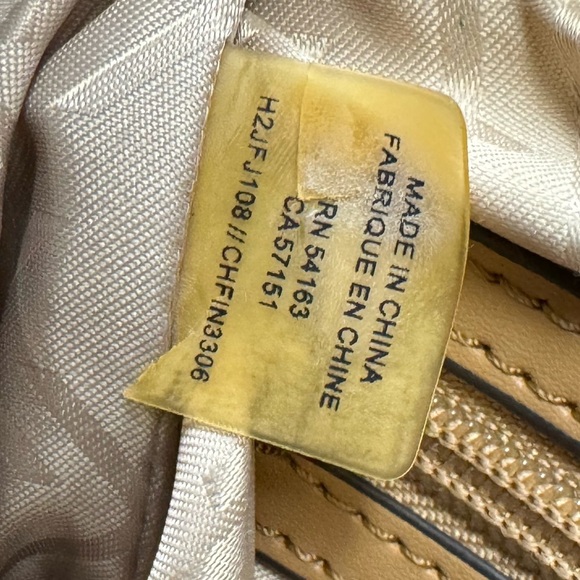 MADE IN CHINA
FABRIQUE EN CHINE
RN 54163
CA 57151
H2JFJ108//CHFIN3306